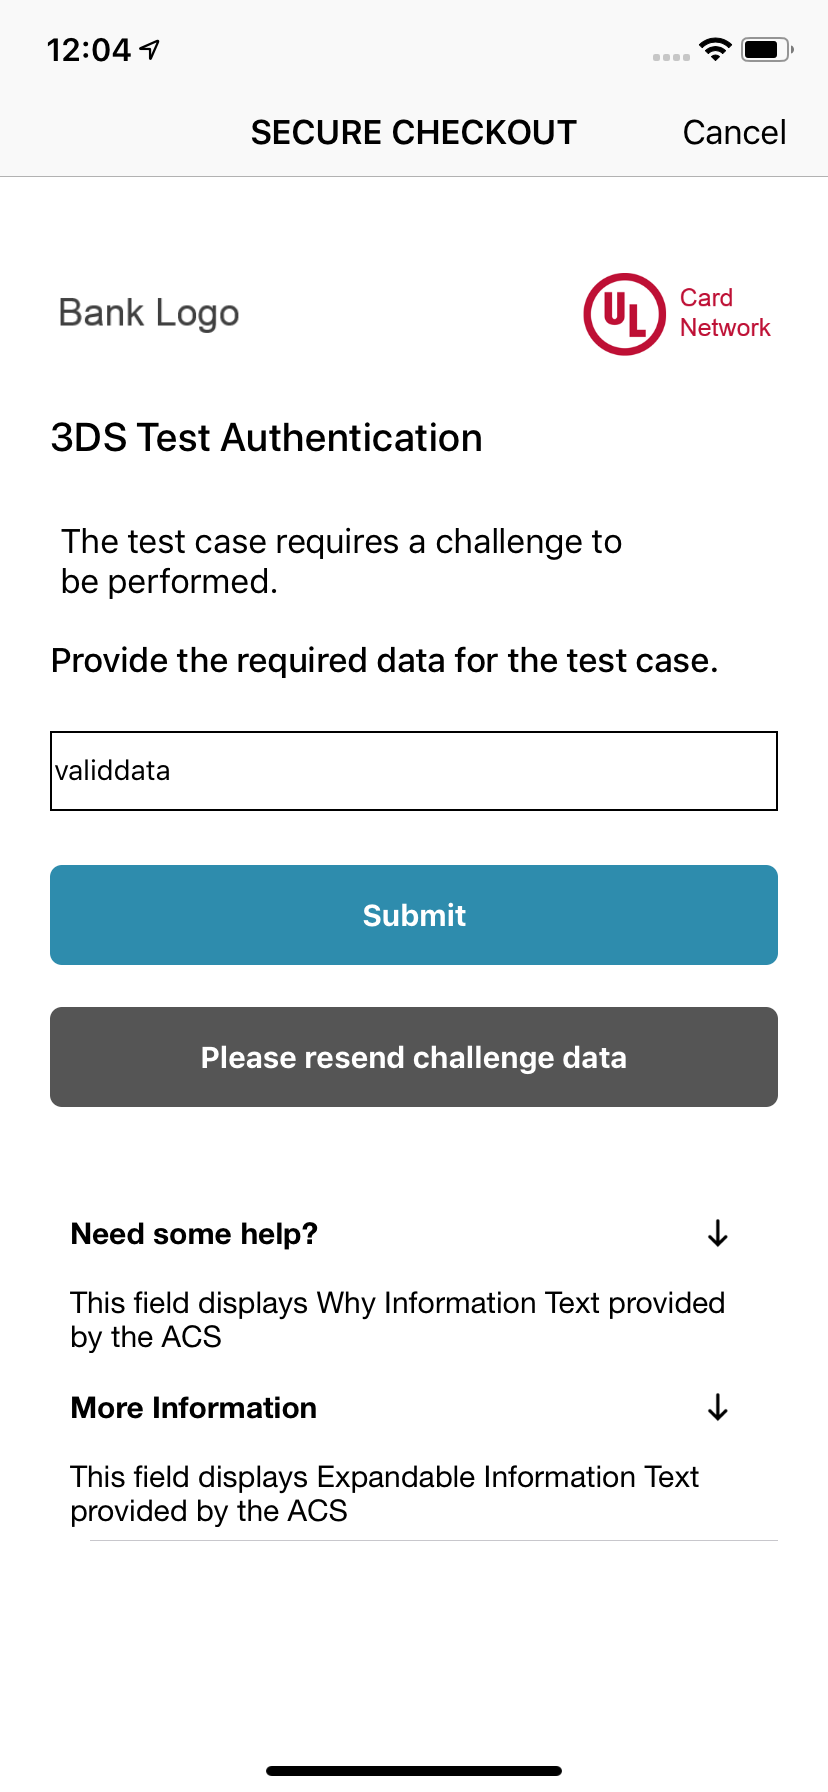 12:04
SECURE CHECKOUT
Cancel
Bank Logo
UL
Card
Network
3DS Test Authentication
The test case requires a challenge to
be performed.
Provide the required data for the test case.
validdata
Submit
Please resend challenge data
Need some help?
This field displays Why Information Text provided
by the ACS
More Information
This field displays Expandable Information Text
provided by the ACS